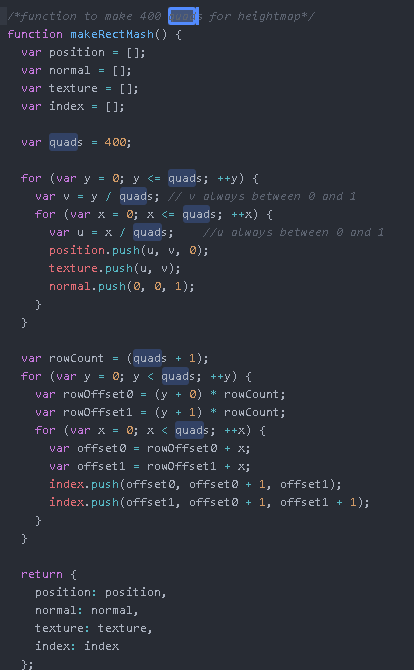 /*function to make 400 quads for heightmap*/
function makeRectMash() {
  var position = [];
  var normal = [];
  var texture = [];
  var index = [];
  var quads = 400;
  for (var y = 0; y <= quads; ++y) {
    var v = y / quads; // v always between 0 and 1
    for (var x = 0; x <= quads; ++x) {
      var u = x / quads;    //u always between 0 and 1
      position.push(u, v, 0);
      texture.push(u, v);
      normal.push(0, 0, 1);
    }
  }
  var rowCount = (quads + 1);
  for (var y = 0; y < quads; ++y) {
    var rowOffset0 = (y + 0) * rowCount;
    var rowOffset1 = (y + 1) * rowCount;
    for (var x = 0; x < quads; ++x) {
      var offset0 = rowOffset0 + x;
      var offset1 = rowOffset1 + x;
      index.push(offset0, offset0 + 1, offset1);
      index.push(offset1, offset0 + 1, offset1 + 1);
    }
  }
  return {
    position: position,
    normal: normal,
    texture: texture,
    index: index
  };